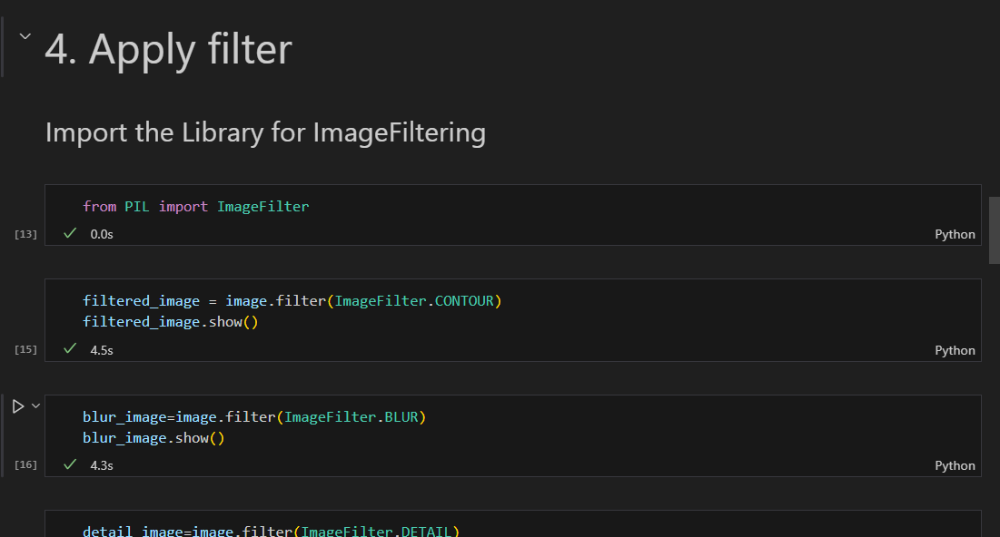 4. Apply filter
Import the Library for ImageFiltering
from PIL import ImageFilter
[13] 0.0s Python
filtered_image = image.filter(ImageFilter.CONTOUR)
filtered_image.show()
[15] 4.5s Python
blur_image=image.filter(ImageFilter.BLUR)
blur_image.show()
[16] 4.3s Python
detail_image=image.filter(ImageFilter.DETAIL)